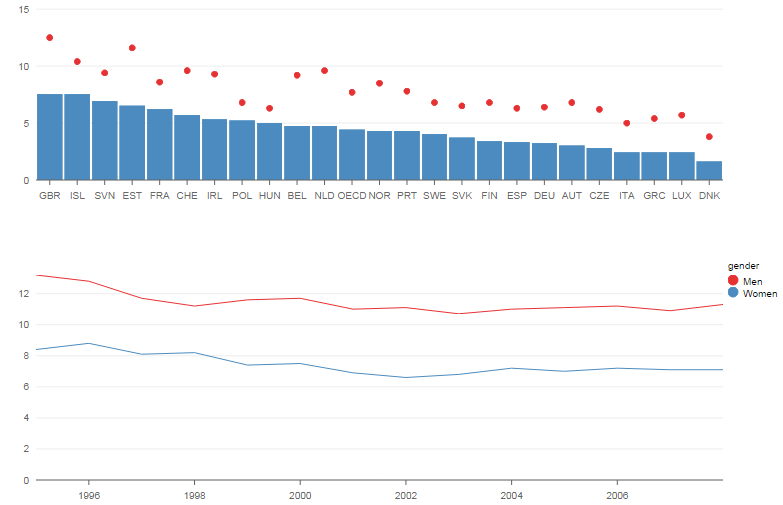 15
10
5
0
GBR ISL SVN EST FRA CHE IRL POL HUN BEL NLD OECD NOR PRT SWE SVK FIN ESP DEU AUT CZE ITA GRC LUX DNK
gender
Men
Women
12
10
8
6
4
2
0
1996 1998 2000 2002 2004 2006